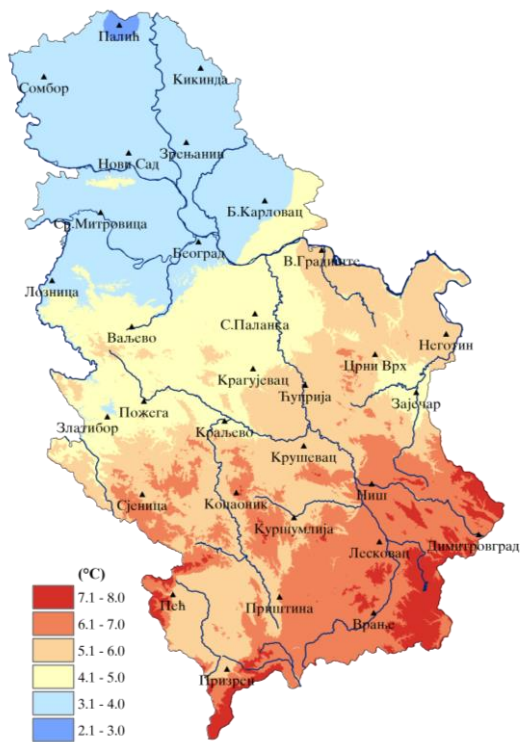 Палић
Кикинда
Сомбор
Зрењанин
Нови Сад
Б.Карловац
Ср.Митровица
Београд
В.Градиште
Лозница
С.Паланка
Ваљево
Неготин
Црни Врх
Крагујевац
Ћуприја
Зајечар
Пожега
Златибор
Краљево
Крушевац
Ниш
Сјеница
Копаоник
Куршумлија
Лесковац
Димитровград
(°C)
7.1 - 8.0
Пећ
Приштина
6.1 - 7.0
Врање
5.1 - 6.0
4.1 - 5.0
Призрен
3.1 - 4.0
2.1 - 3.0